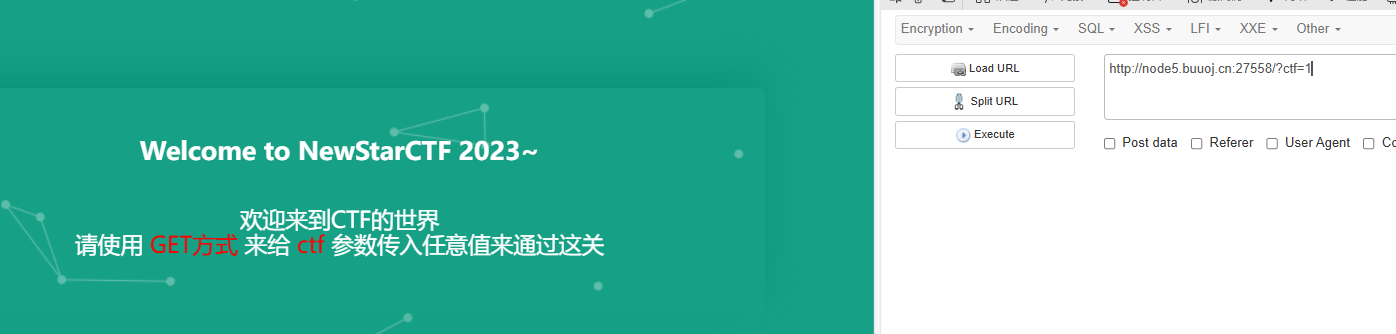 Encryption Encoding SQL XSS LFI XXE Other
Load URL
http://node5.buuoj.cn:27558/?ctf=1
Split URL
Execute
Post data Referer User Agent
Welcome to NewStarCTF 2023~
欢迎来到CTF的世界
请使用 GET方式 来给 ctf 参数传入任意值来通过这关